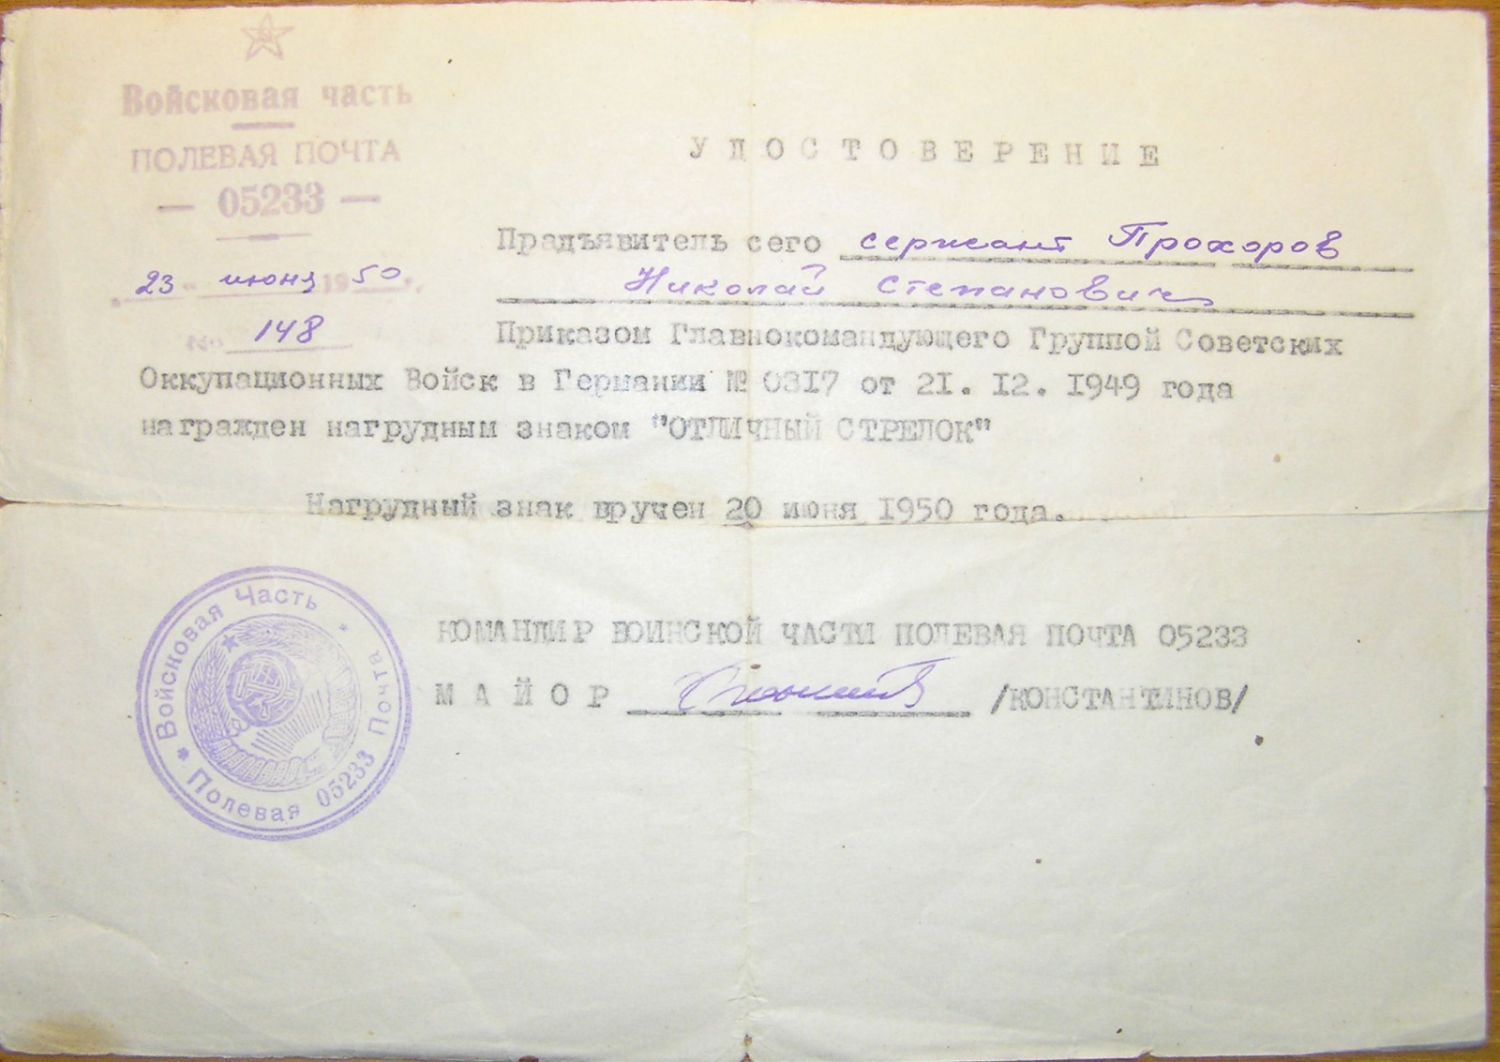 Войсковая часть
ПОЛЕВАЯ ПОЧТА
— 05233 —
"23" июня 1950 г.
№ 148
УДОСТОВЕРЕНИЕ
Прадъявитель сего сержант Прохоров
Николай Степанович
Приказом Главнокомандующего Группой Советских
Оккупационных Войск в Германии № 0317 от 21. 12. 1949 года
награжден нагрудным знаком "ОТЛИЧНЫЙ СТРЕЛОК"
Нагрудный знак вручен 20 июня 1950 года.
КОМАНДИР ВОИНСКОЙ ЧАСТИ ПОЛЕВАЯ ПОЧТА 05233
МАЙОР /КОНСТАНТИНОВ/
* Войсковая Часть *
Полевая Почта 05233